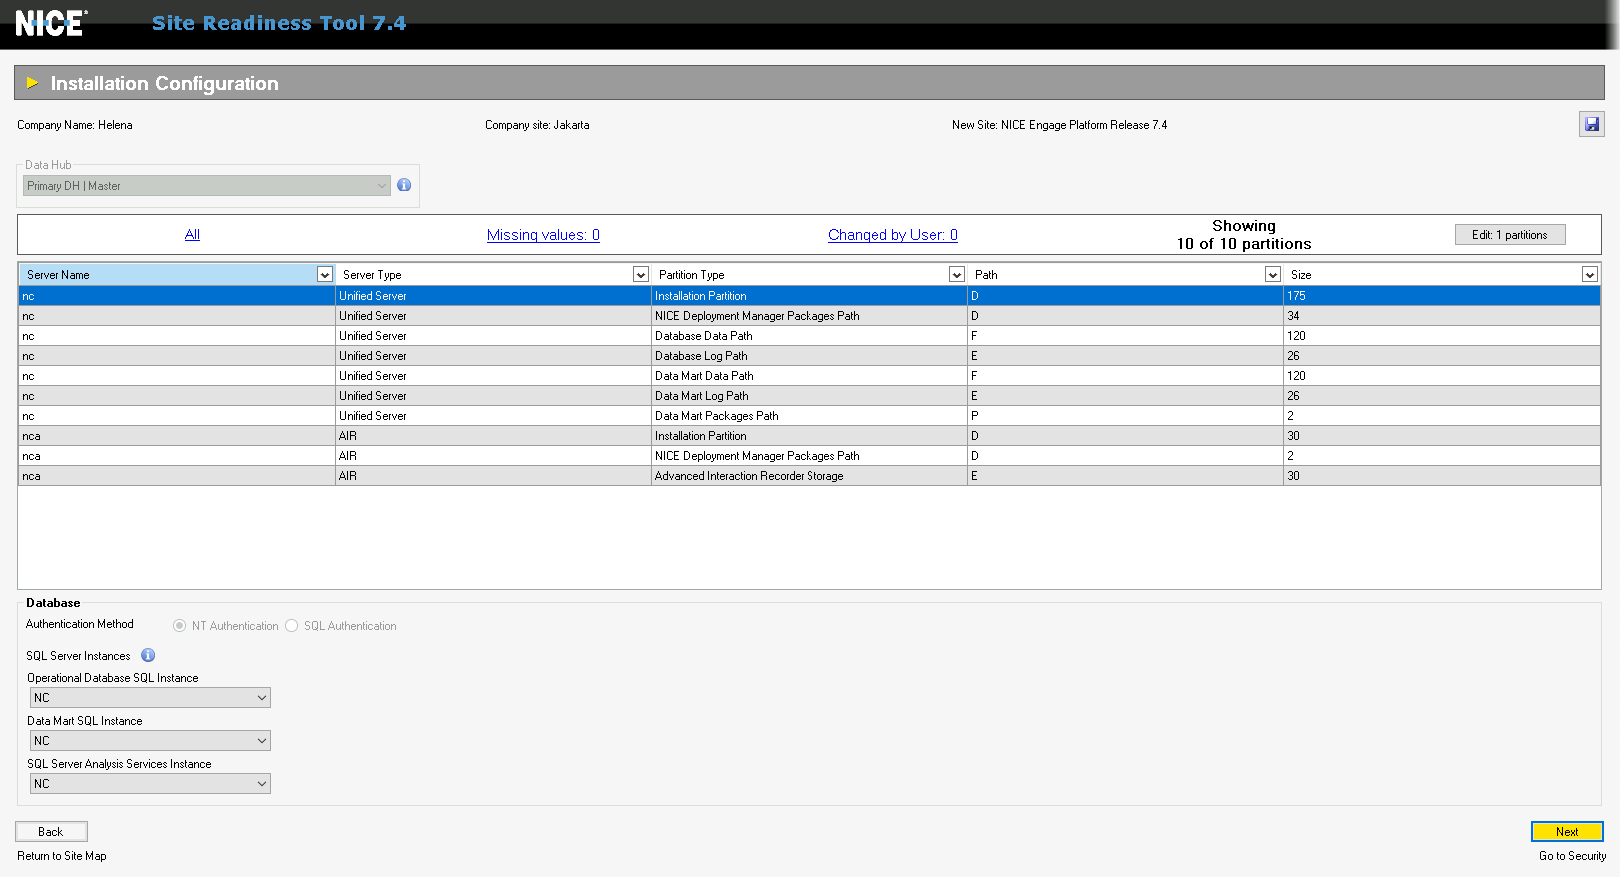 NICE® Site Readiness Tool 7.4
Installation Configuration
Company Name: Helena Company site: Jakarta New Site: NICE Engage Platform Release 7.4
Data Hub
Primary DH | Master
All Missing values: 0 Changed by User: 0 Showing 10 of 10 partitions Edit: 1 partitions
Server Name Server Type Partition Type Path Size
nc Unified Server Installation Partition D 175
nc Unified Server NICE Deployment Manager Packages Path D 34
nc Unified Server Database Data Path F 120
nc Unified Server Database Log Path E 26
nc Unified Server Data Mart Data Path F 120
nc Unified Server Data Mart Log Path E 26
nc Unified Server Data Mart Packages Path P 2
nca AIR Installation Partition D 30
nca AIR NICE Deployment Manager Packages Path D 2
nca AIR Advanced Interaction Recorder Storage E 30
Database
Authentication Method NT Authentication SQL Authentication
SQL Server Instances
Operational Database SQL Instance
NC
Data Mart SQL Instance
NC
SQL Server Analysis Services Instance
NC
Back Next
Return to Site Map Go to Security